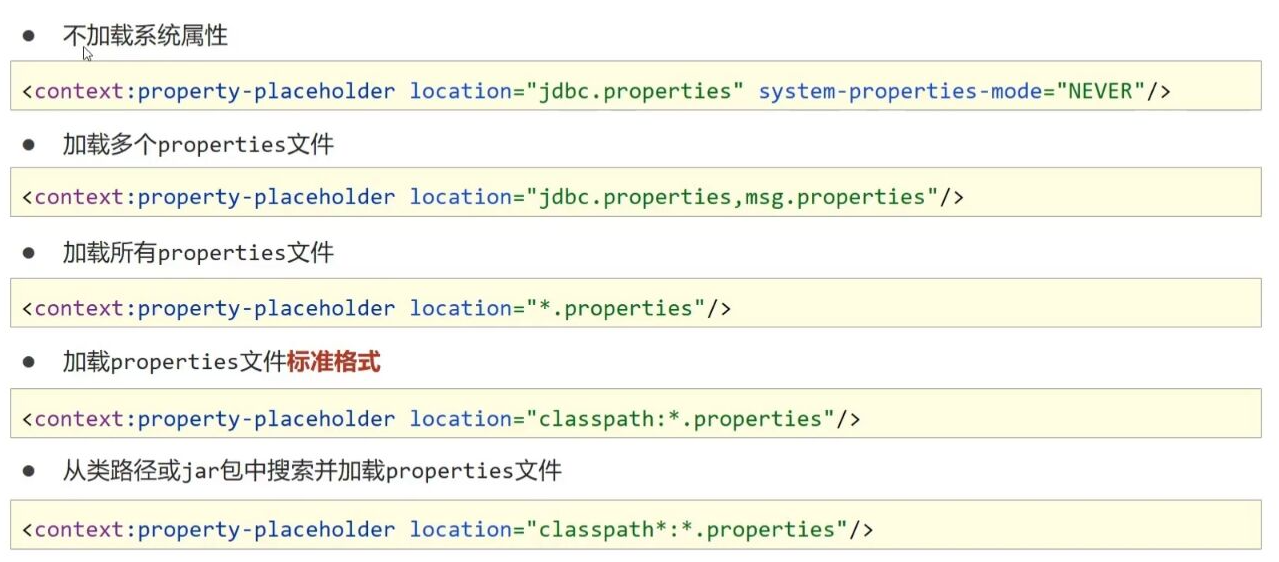 不加载系统属性
<context:property-placeholder location="jdbc.properties" system-properties-mode="NEVER"/>
加载多个properties文件
<context:property-placeholder location="jdbc.properties,msg.properties"/>
加载所有properties文件
<context:property-placeholder location="*.properties"/>
加载properties文件标准格式
<context:property-placeholder location="classpath:*.properties"/>
从类路径或jar包中搜索并加载properties文件
<context:property-placeholder location="classpath*:*.properties"/>